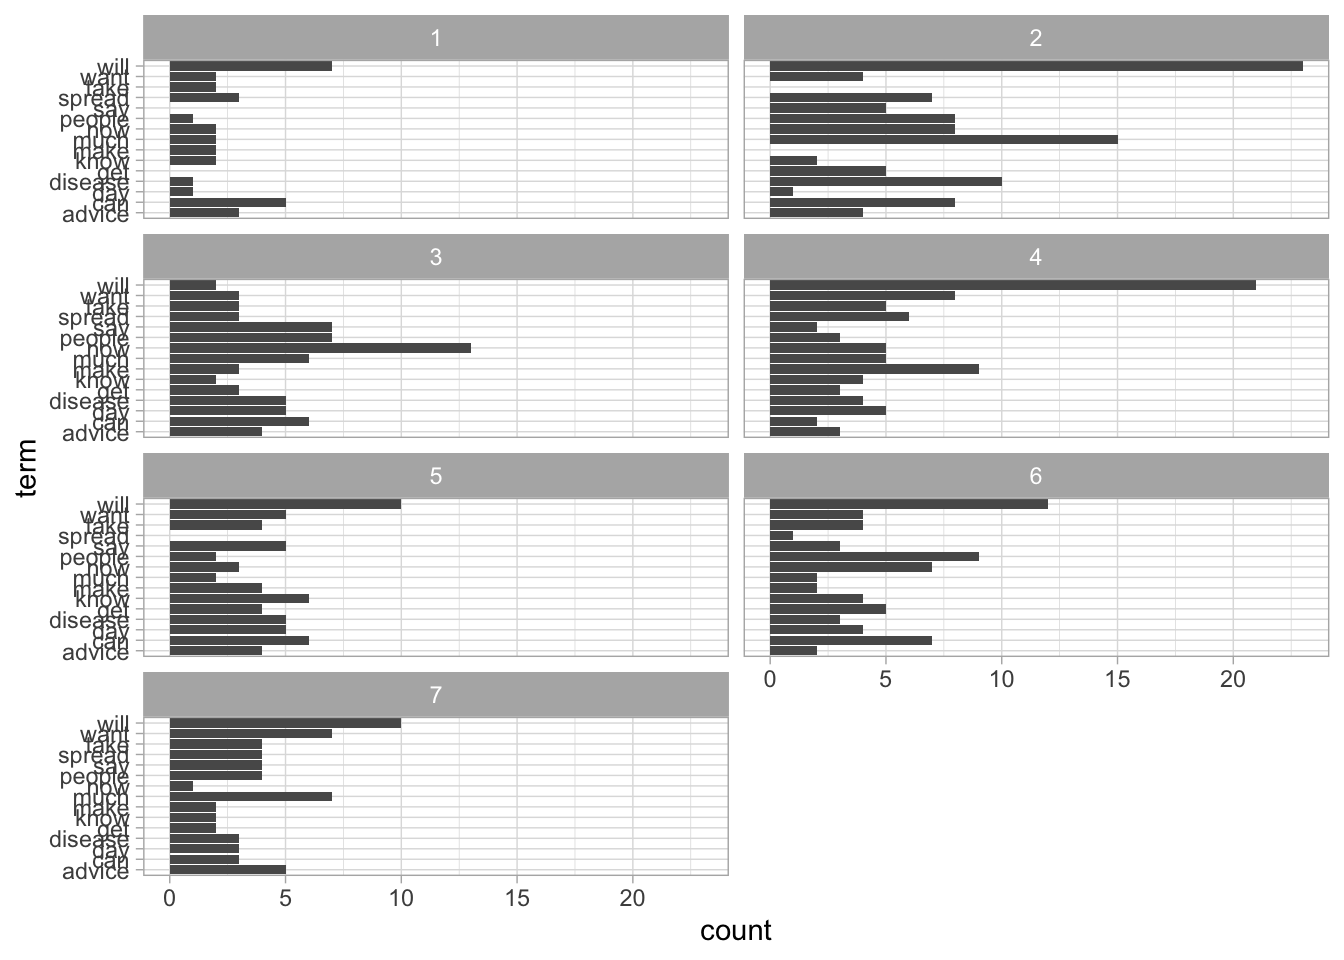 1
will
want
take
spread
say
people
now
much
make
know
get
disease
day
can
advice
2
3
will
want
take
spread
say
people
now
much
make
know
get
disease
day
can
advice
4
5
will
want
take
spread
say
people
now
much
make
know
get
disease
day
can
advice
6
0 5 10 15 20
7
will
want
take
spread
say
people
now
much
make
know
get
disease
day
can
advice
0 5 10 15 20
term
count